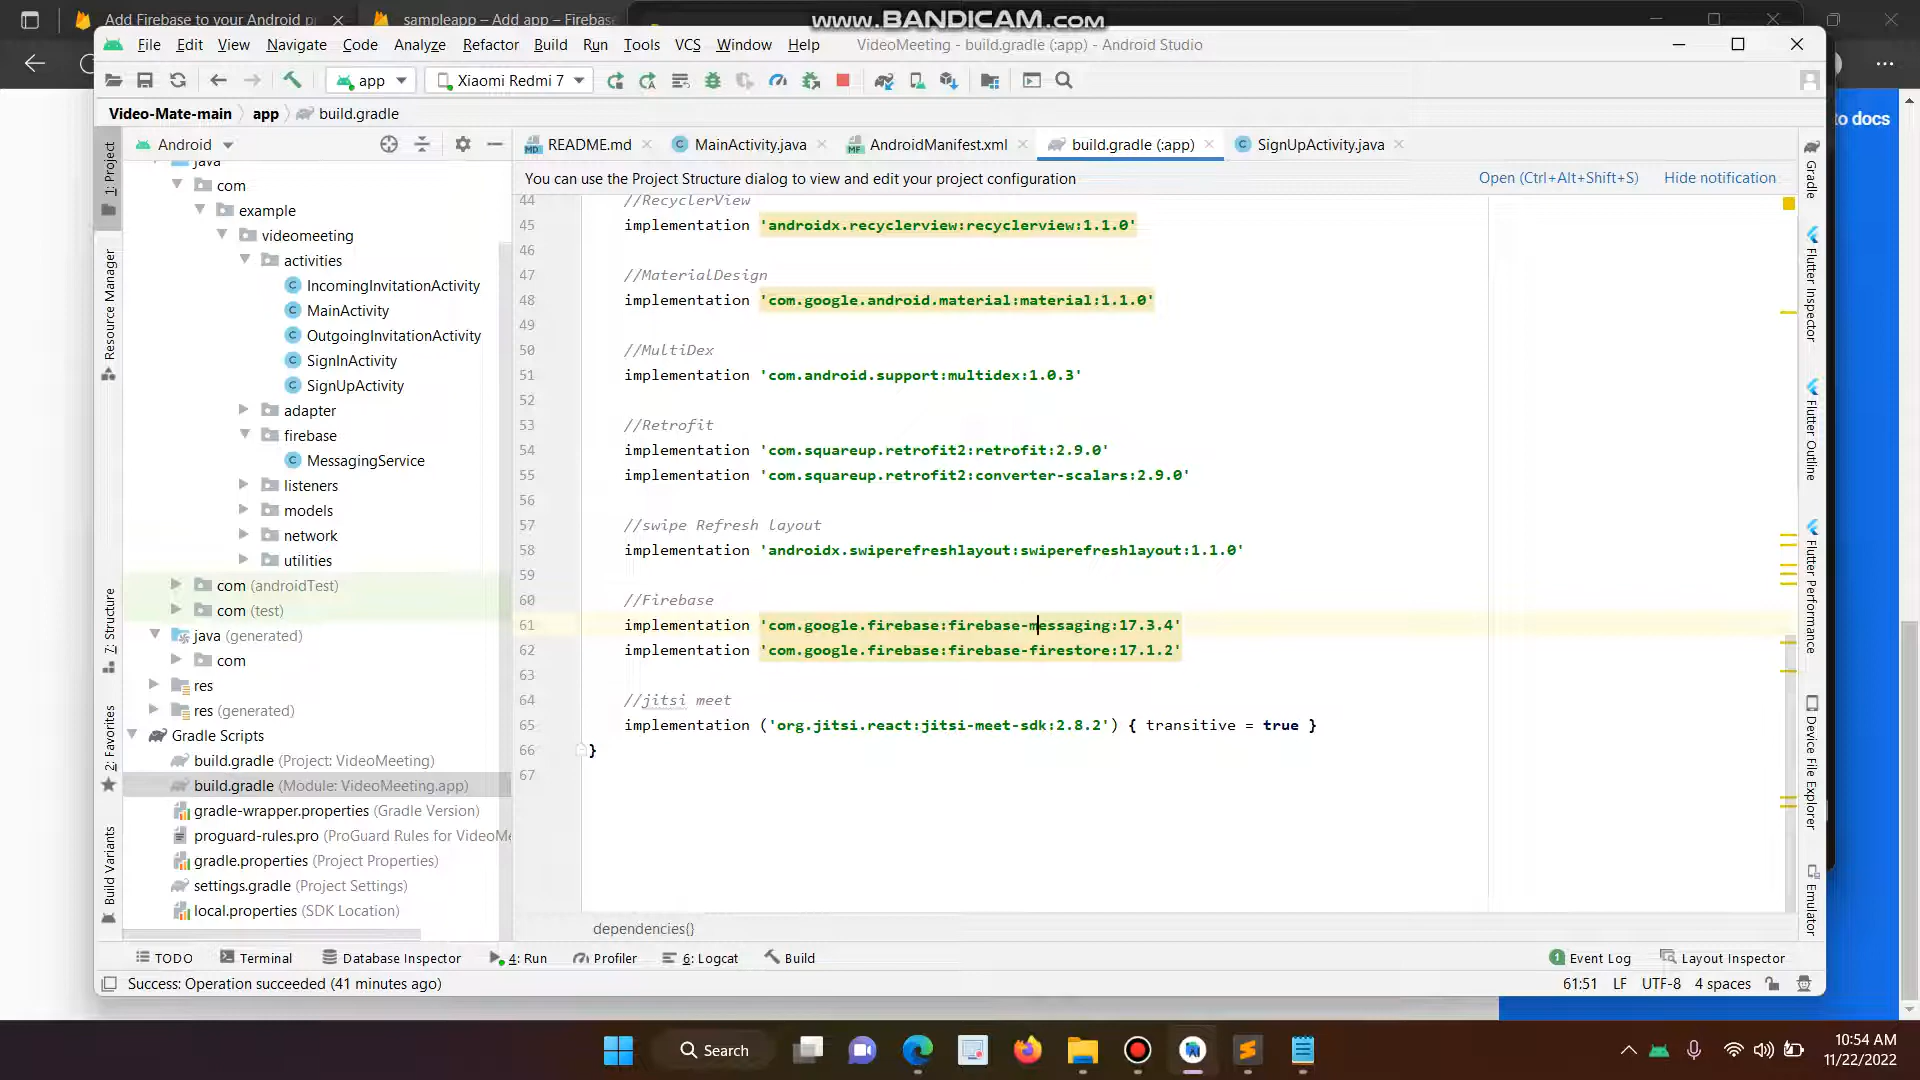 Add Firebase to your Android pr
sampleapp – Add app – Firebase
www.BANDICAM.com
File Edit View Navigate Code Analyze Refactor Build Run Tools VCS Window Help VideoMeeting - build.gradle (:app) - Android Studio
app Xiaomi Redmi 7
Video-Mate-main app build.gradle
to docs
Android
README.md MainActivity.java AndroidManifest.xml build.gradle (:app) SignUpActivity.java
You can use the Project Structure dialog to view and edit your project configuration Open (Ctrl+Alt+Shift+S) Hide notification
1: Project
Resource Manager
7: Structure
2: Favorites
Build Variants
java
com
example
videomeeting
activities
IncomingInvitationActivity
MainActivity
OutgoingInvitationActivity
SignInActivity
SignUpActivity
adapter
firebase
MessagingService
listeners
models
network
utilities
com (androidTest)
com (test)
java (generated)
com
res
res (generated)
Gradle Scripts
build.gradle (Project: VideoMeeting)
build.gradle (Module: VideoMeeting.app)
gradle-wrapper.properties (Gradle Version)
proguard-rules.pro (ProGuard Rules for VideoMe
gradle.properties (Project Properties)
settings.gradle (Project Settings)
local.properties (SDK Location)
44 //RecyclerView
45 implementation 'androidx.recyclerview:recyclerview:1.1.0'
46
47 //MaterialDesign
48 implementation 'com.google.android.material:material:1.1.0'
49
50 //MultiDex
51 implementation 'com.android.support:multidex:1.0.3'
52
53 //Retrofit
54 implementation 'com.squareup.retrofit2:retrofit:2.9.0'
55 implementation 'com.squareup.retrofit2:converter-scalars:2.9.0'
56
57 //swipe Refresh layout
58 implementation 'androidx.swiperefreshlayout:swiperefreshlayout:1.1.0'
59
60 //Firebase
61 implementation 'com.google.firebase:firebase-messaging:17.3.4'
62 implementation 'com.google.firebase:firebase-firestore:17.1.2'
63
64 //jitsi meet
65 implementation ('org.jitsi.react:jitsi-meet-sdk:2.8.2') { transitive = true }
66 }
67
dependencies{}
Gradle
Flutter Inspector
Flutter Outline
Flutter Performance
Device File Explorer
Emulator
TODO Terminal Database Inspector 4: Run Profiler 6: Logcat Build 1 Event Log Layout Inspector
Success: Operation succeeded (41 minutes ago) 61:51 LF UTF-8 4 spaces
Search
10:54 AM
11/22/2022